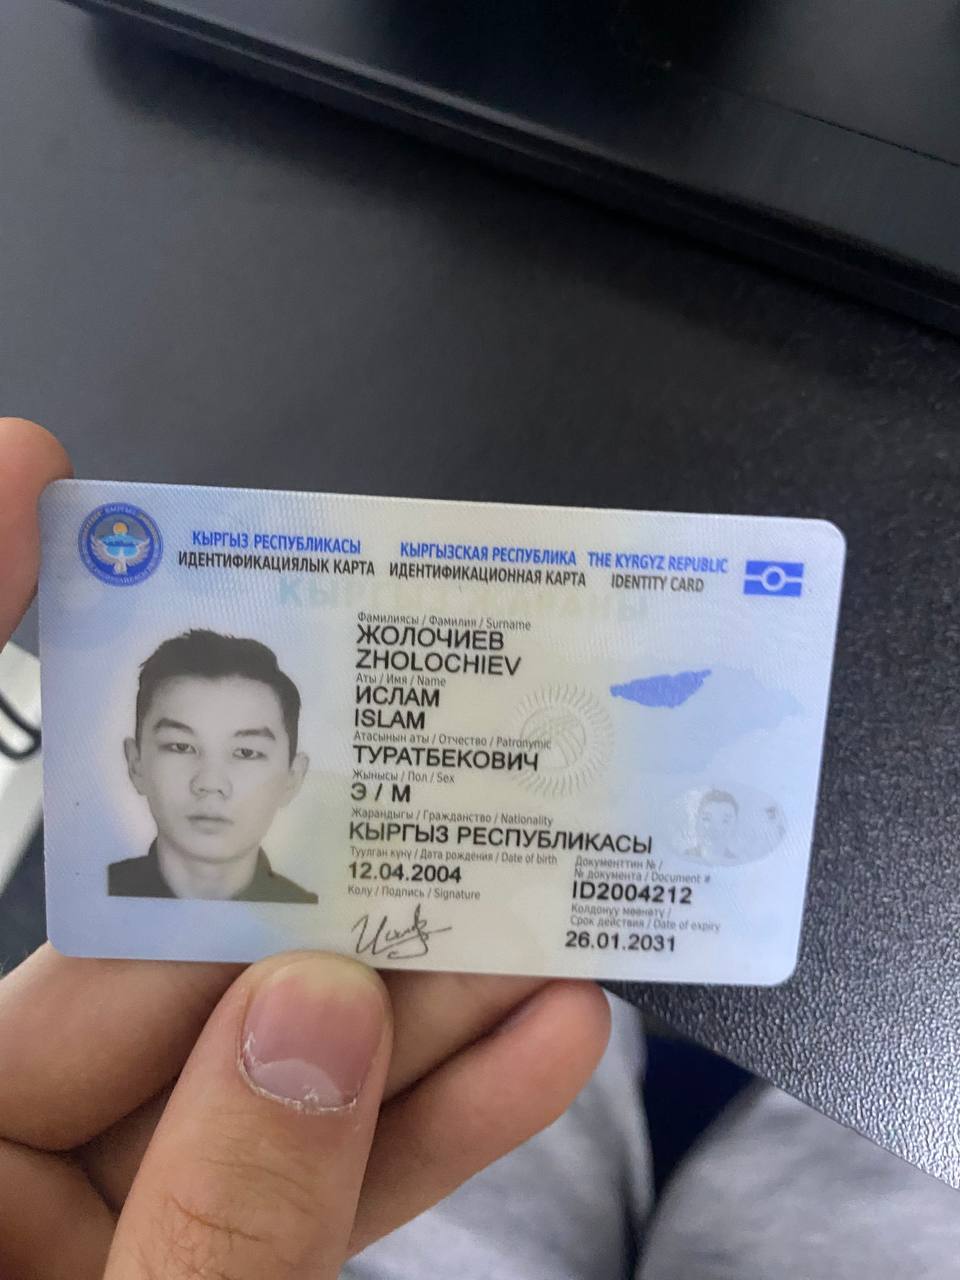 КЫРГЫЗ РЕСПУБЛИКАСЫ КЫРГЫЗСКАЯ РЕСПУБЛИКА THE KYRGYZ REPUBLIC
ИДЕНТИФИКАЦИЯЛЫК КАРТА ИДЕНТИФИКАЦИОННАЯ КАРТА IDENTITY CARD
Фамилиясы / Фамилия / Surname
ЖОЛОЧИЕВ
ZHOLOCHIEV
Аты / Имя / Name
ИСЛАМ
ISLAM
Атасынын аты / Отчество / Patronymic
ТУРАТБЕКОВИЧ
Жынысы / Пол / Sex
Э / М
Жарандыгы / Гражданство / Nationality
КЫРГЫЗ РЕСПУБЛИКАСЫ
Туулган күнү / Дата рождения / Date of birth
12.04.2004
Колу / Подпись / Signature
Документтин № /
№ документа / Document #
ID2004212
Колдонуу мөөнөтү /
Срок действия / Date of expiry
26.01.2031